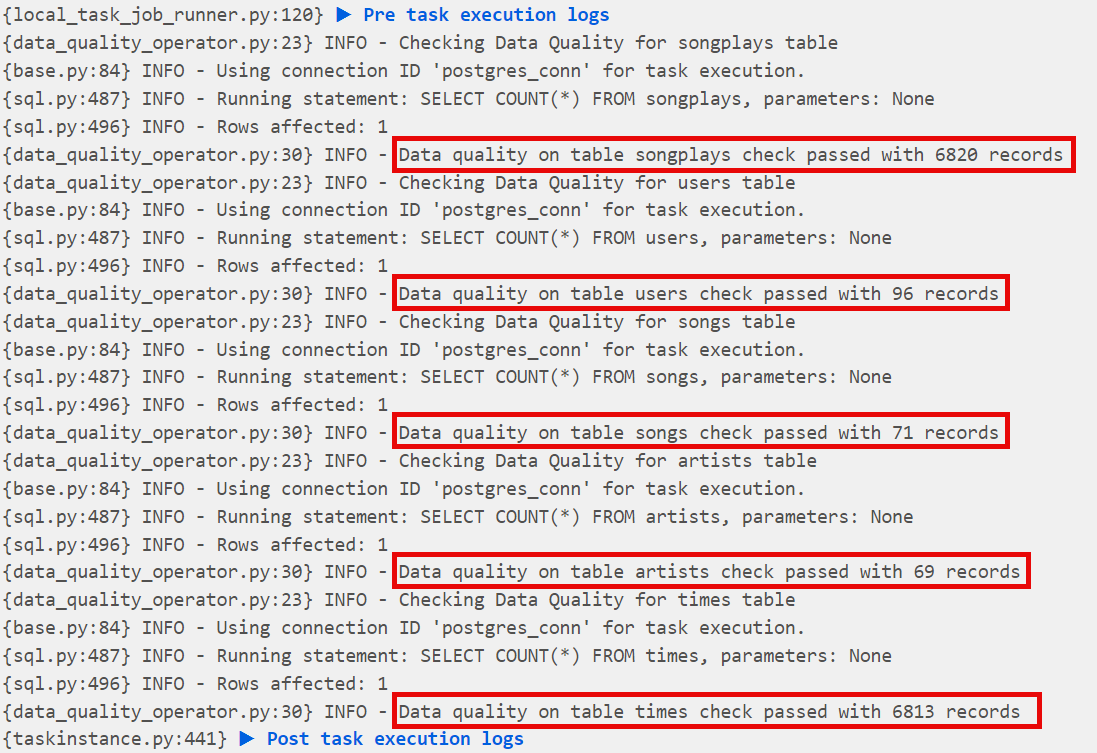 {local_task_job_runner.py:120} ▶ Pre task execution logs
{data_quality_operator.py:23} INFO - Checking Data Quality for songplays table
{base.py:84} INFO - Using connection ID 'postgres_conn' for task execution.
{sql.py:487} INFO - Running statement: SELECT COUNT(*) FROM songplays, parameters: None
{sql.py:496} INFO - Rows affected: 1
{data_quality_operator.py:30} INFO - Data quality on table songplays check passed with 6820 records
{data_quality_operator.py:23} INFO - Checking Data Quality for users table
{base.py:84} INFO - Using connection ID 'postgres_conn' for task execution.
{sql.py:487} INFO - Running statement: SELECT COUNT(*) FROM users, parameters: None
{sql.py:496} INFO - Rows affected: 1
{data_quality_operator.py:30} INFO - Data quality on table users check passed with 96 records
{data_quality_operator.py:23} INFO - Checking Data Quality for songs table
{base.py:84} INFO - Using connection ID 'postgres_conn' for task execution.
{sql.py:487} INFO - Running statement: SELECT COUNT(*) FROM songs, parameters: None
{sql.py:496} INFO - Rows affected: 1
{data_quality_operator.py:30} INFO - Data quality on table songs check passed with 71 records
{data_quality_operator.py:23} INFO - Checking Data Quality for artists table
{base.py:84} INFO - Using connection ID 'postgres_conn' for task execution.
{sql.py:487} INFO - Running statement: SELECT COUNT(*) FROM artists, parameters: None
{sql.py:496} INFO - Rows affected: 1
{data_quality_operator.py:30} INFO - Data quality on table artists check passed with 69 records
{data_quality_operator.py:23} INFO - Checking Data Quality for times table
{base.py:84} INFO - Using connection ID 'postgres_conn' for task execution.
{sql.py:487} INFO - Running statement: SELECT COUNT(*) FROM times, parameters: None
{sql.py:496} INFO - Rows affected: 1
{data_quality_operator.py:30} INFO - Data quality on table times check passed with 6813 records
{taskinstance.py:441} ▶ Post task execution logs